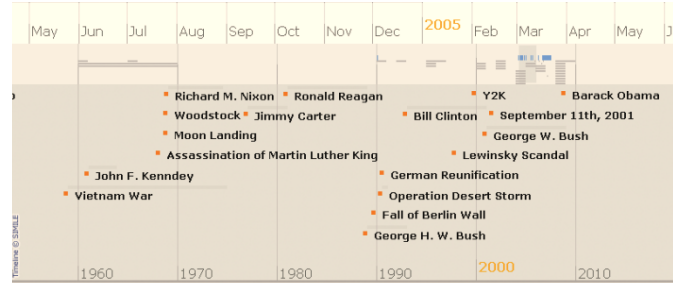 May Jun Jul Aug Sep Oct Nov Dec 2005 Feb Mar Apr May J
Richard M. Nixon Ronald Reagan Y2K Barack Obama
Woodstock Jimmy Carter Bill Clinton September 11th, 2001
Moon Landing George W. Bush
Assassination of Martin Luther King Lewinsky Scandal
John F. Kenndey German Reunification
Vietnam War Operation Desert Storm
Fall of Berlin Wall
George H. W. Bush
Timeline © SIMILE
1960 1970 1980 1990 2000 2010